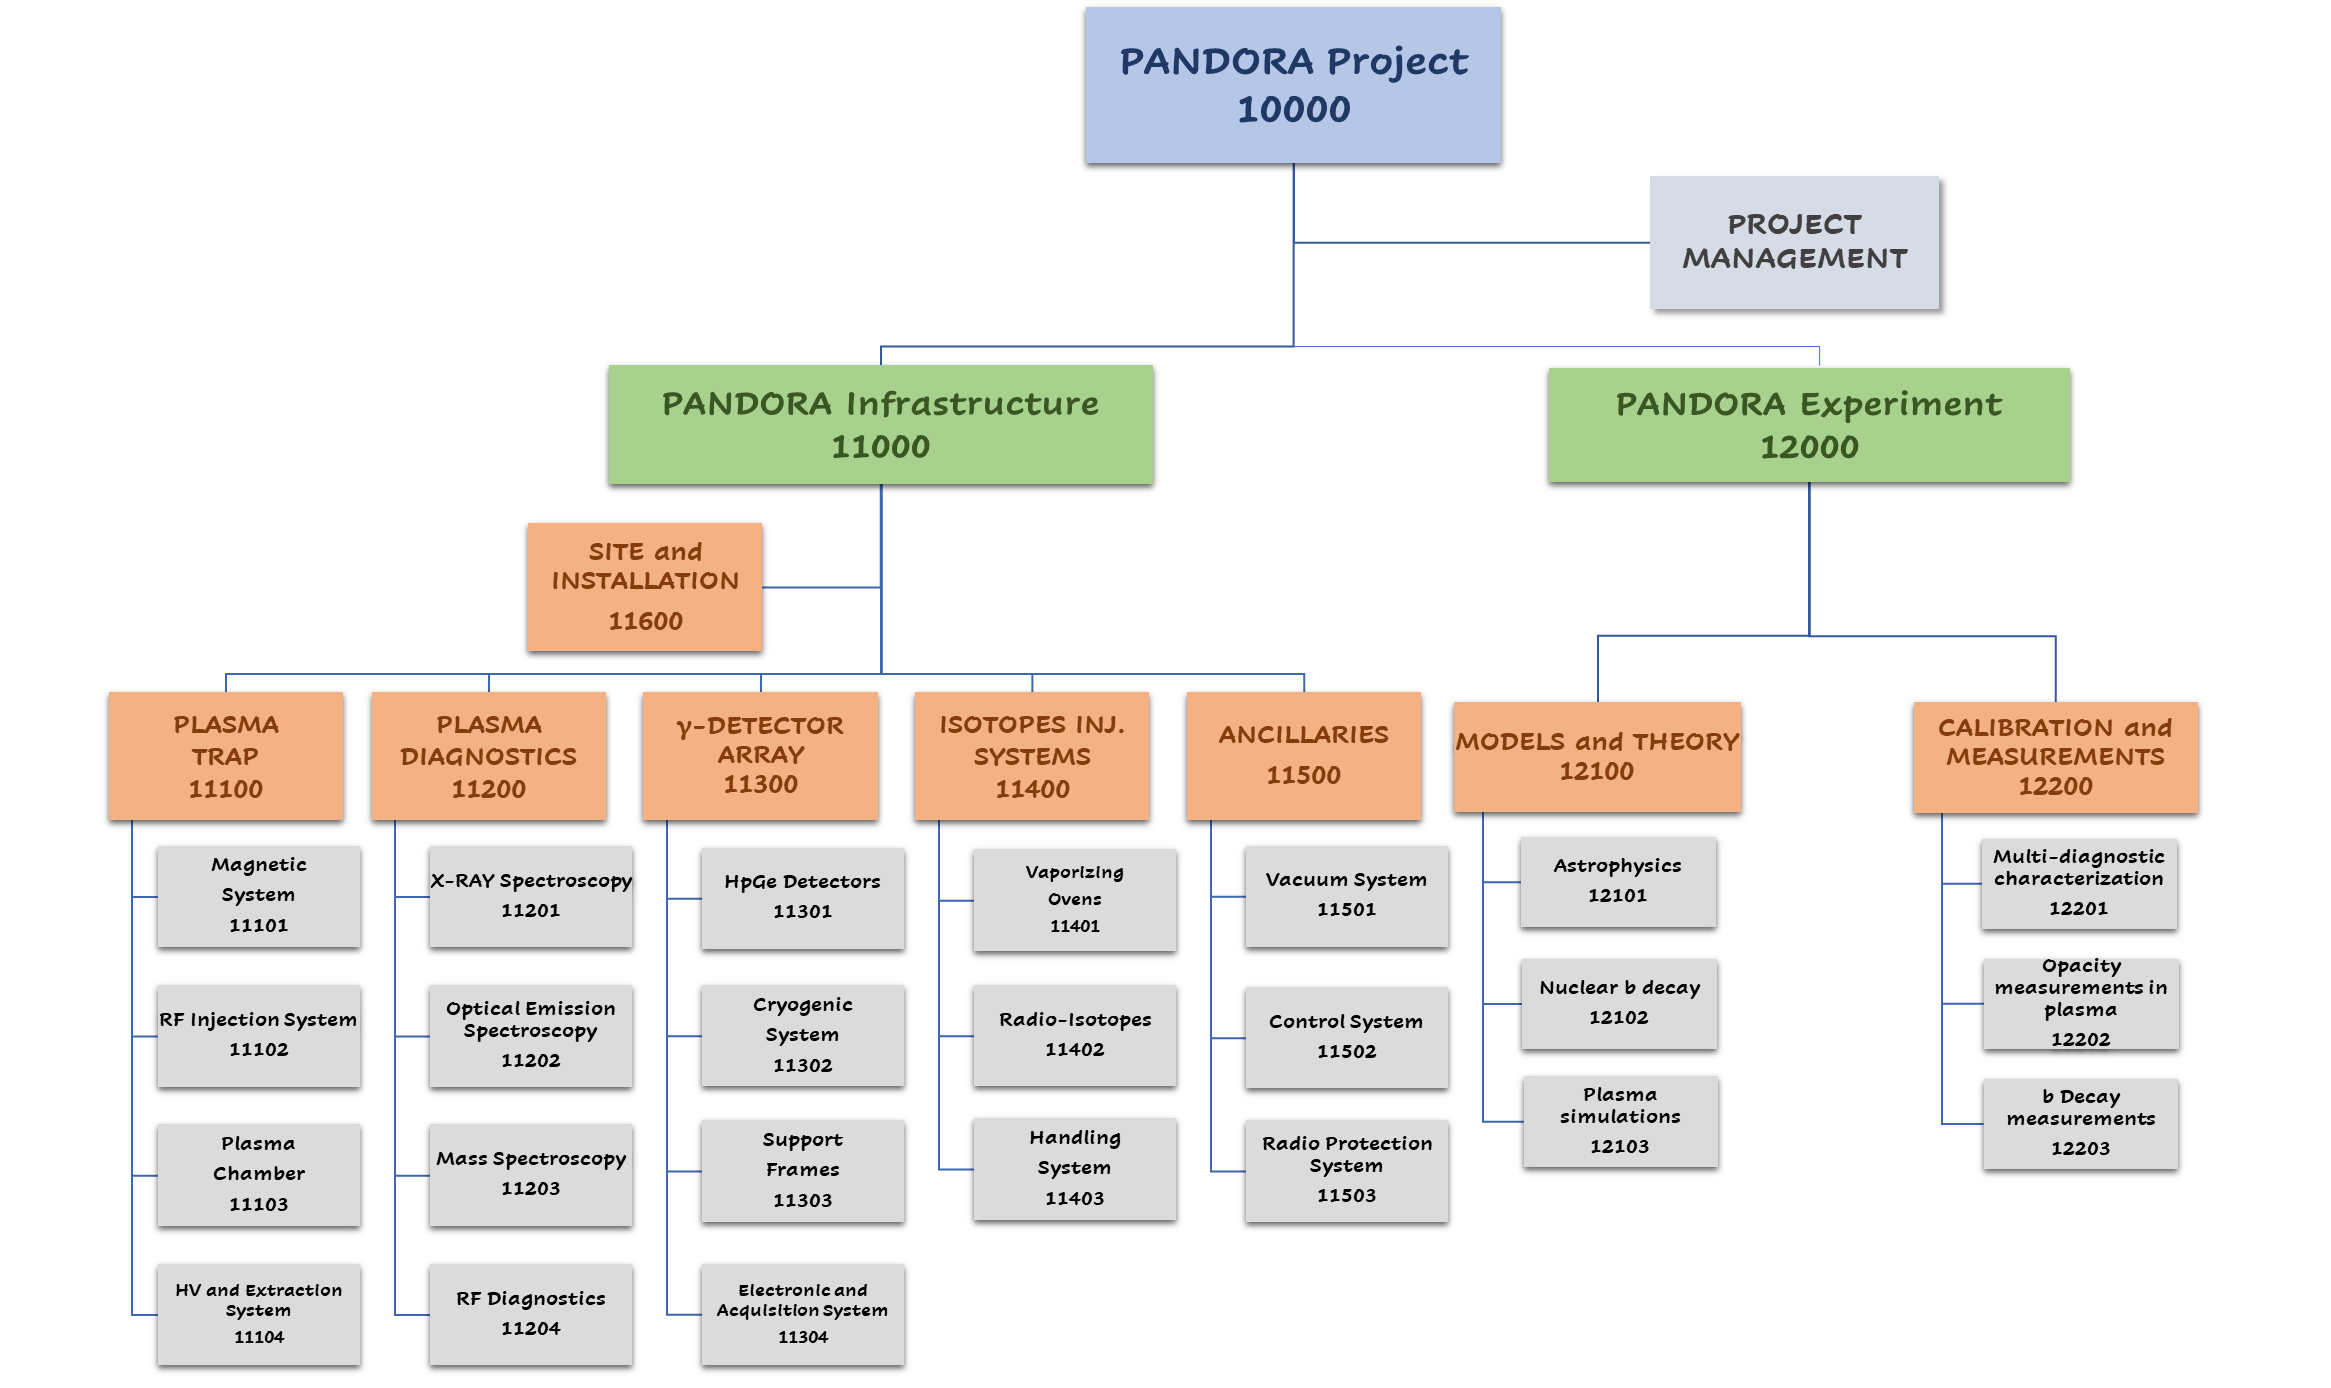 PANDORA Project
10000
PROJECT
MANAGEMENT
PANDORA Infrastructure
11000
PANDORA Experiment
12000
SITE and
INSTALLATION
11600
PLASMA
TRAP
11100
PLASMA
DIAGNOSTICS
11200
γ-DETECTOR
ARRAY
11300
ISOTOPES INJ.
SYSTEMS
11400
ANCILLARIES
11500
MODELS and THEORY
12100
CALIBRATION and
MEASUREMENTS
12200
Magnetic
System
11101
RF Injection System
11102
Plasma
Chamber
11103
HV and Extraction
System
11104
X-RAY Spectroscopy
11201
Optical Emission
Spectroscopy
11202
Mass Spectroscopy
11203
RF Diagnostics
11204
HpGe Detectors
11301
Cryogenic
System
11302
Support
Frames
11303
Electronic and
Acquisition System
11304
Vaporizing
Ovens
11401
Radio-Isotopes
11402
Handling
System
11403
Vacuum System
11501
Control System
11502
Radio Protection
System
11503
Astrophysics
12101
Nuclear b decay
12102
Plasma
simulations
12103
Multi-diagnostic
characterization
12201
Opacity
measurements in
plasma
12202
b Decay
measurements
12203